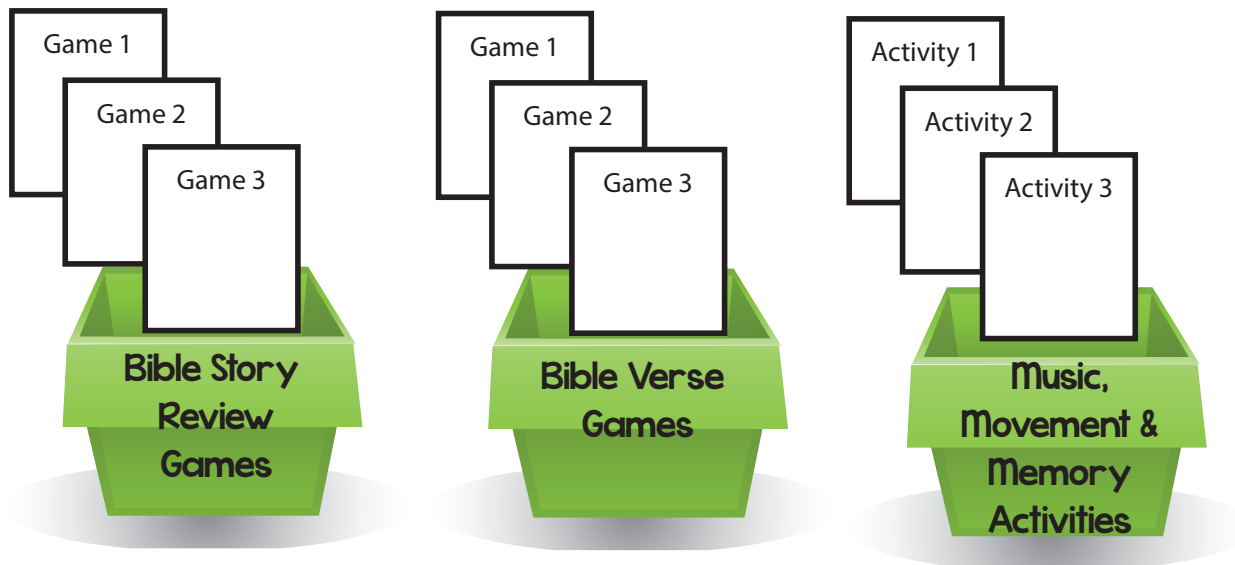 Game 1
Game 2
Game 3
Bible Story
Review
Games
Game 1
Game 2
Game 3
Bible Verse
Games
Activity 1
Activity 2
Activity 3
Music,
Movement &
Memory
Activities